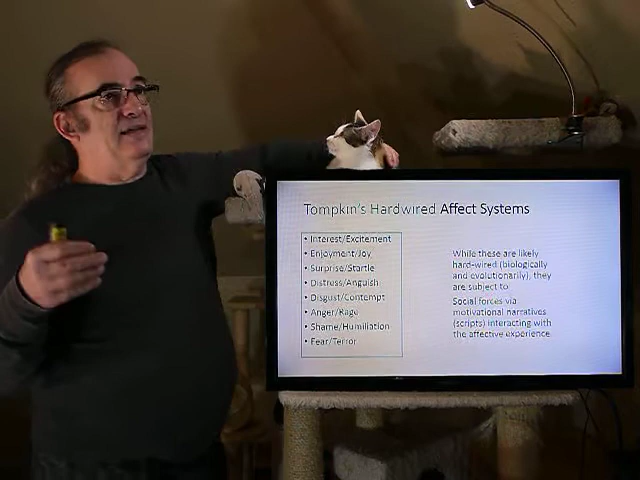 Tompkin's Hardwired Affect Systems
• Interest/Excitement
• Enjoyment/Joy
• Surprise/Startle
• Distress/Anguish
• Disgust/Contempt
• Anger/Rage
• Shame/Humiliation
• Fear/Terror
While these are likely
hard-wired (biologically
and evolutionarily), they
are subject to
Social forces via
motivational narratives
(scripts) interacting with
the affective experience.